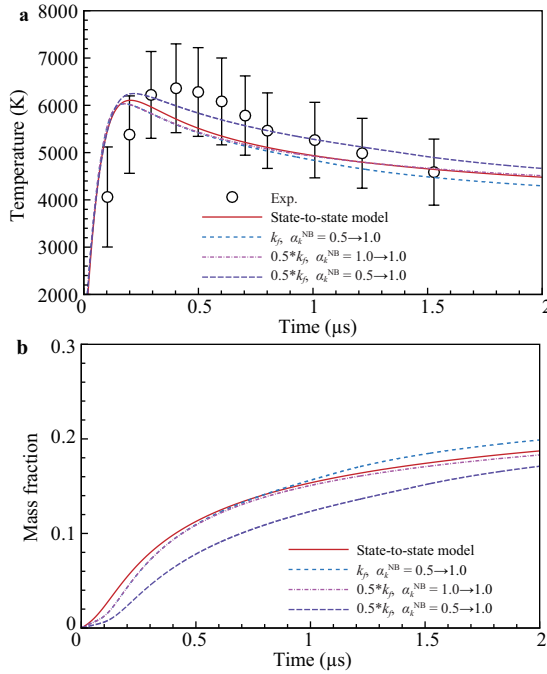 a
8000
7000
6000
5000
4000
3000
2000
Temperature (K)
Exp.
State-to-state model
k_f, α_k^NB = 0.5→1.0
0.5*k_f, α_k^NB = 1.0→1.0
0.5*k_f, α_k^NB = 0.5→1.0
0 0.5 1 1.5 2
Time (µs)
b
0.3
0.2
0.1
0
Mass fraction
State-to-state model
k_f, α_k^NB = 0.5→1.0
0.5*k_f, α_k^NB = 1.0→1.0
0.5*k_f, α_k^NB = 0.5→1.0
0 0.5 1 1.5 2
Time (µs)